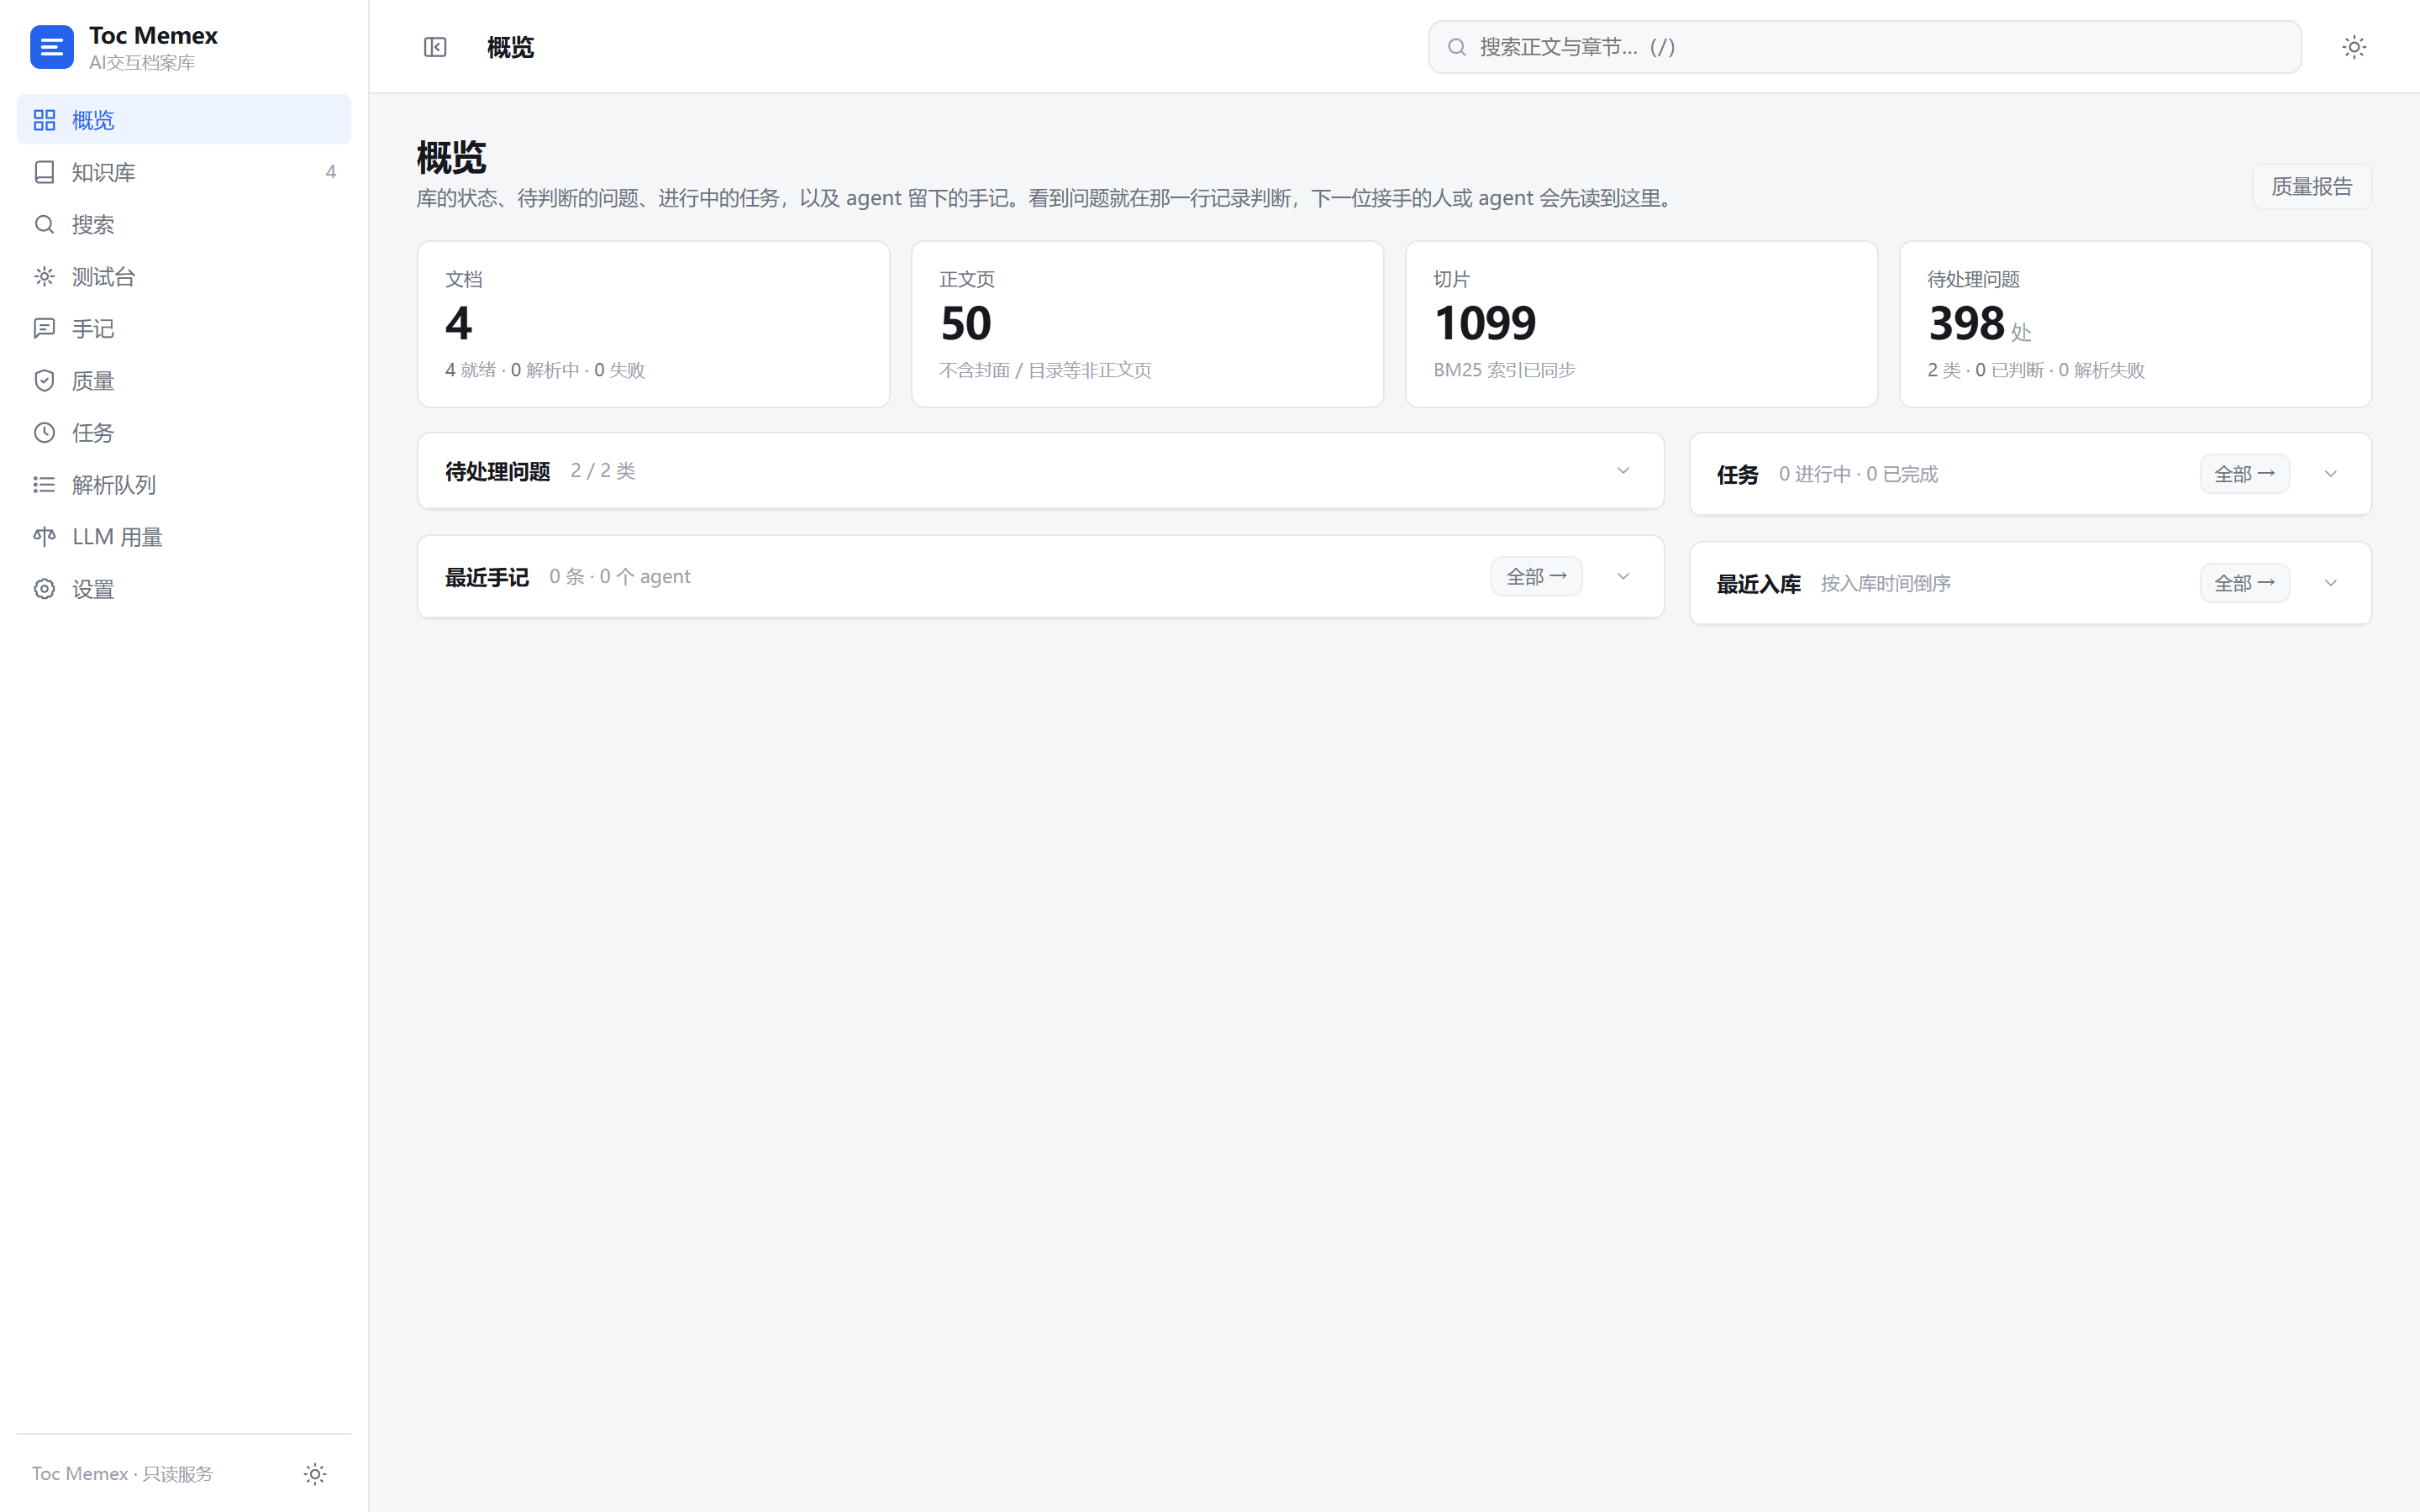 Toc Memex
AI交互档案库
概览
知识库 4
搜索
测试台
手记
质量
任务
解析队列
LLM 用量
设置
Toc Memex · 只读服务
概览
搜索正文与章节... (/)
概览
库的状态、待判断的问题、进行中的任务，以及 agent 留下的手记。看到问题就在那一行记录判断，下一位接手的人或 agent 会先读到这里。
质量报告
文档
4
4 就绪 · 0 解析中 · 0 失败
正文页
50
不含封面 / 目录等非正文页
切片
1099
BM25 索引已同步
待处理问题
398 处
2 类 · 0 已判断 · 0 解析失败
待处理问题 2 / 2 类
最近手记 0 条 · 0 个 agent 全部 →
任务 0 进行中 · 0 已完成 全部 →
最近入库 按入库时间倒序 全部 →